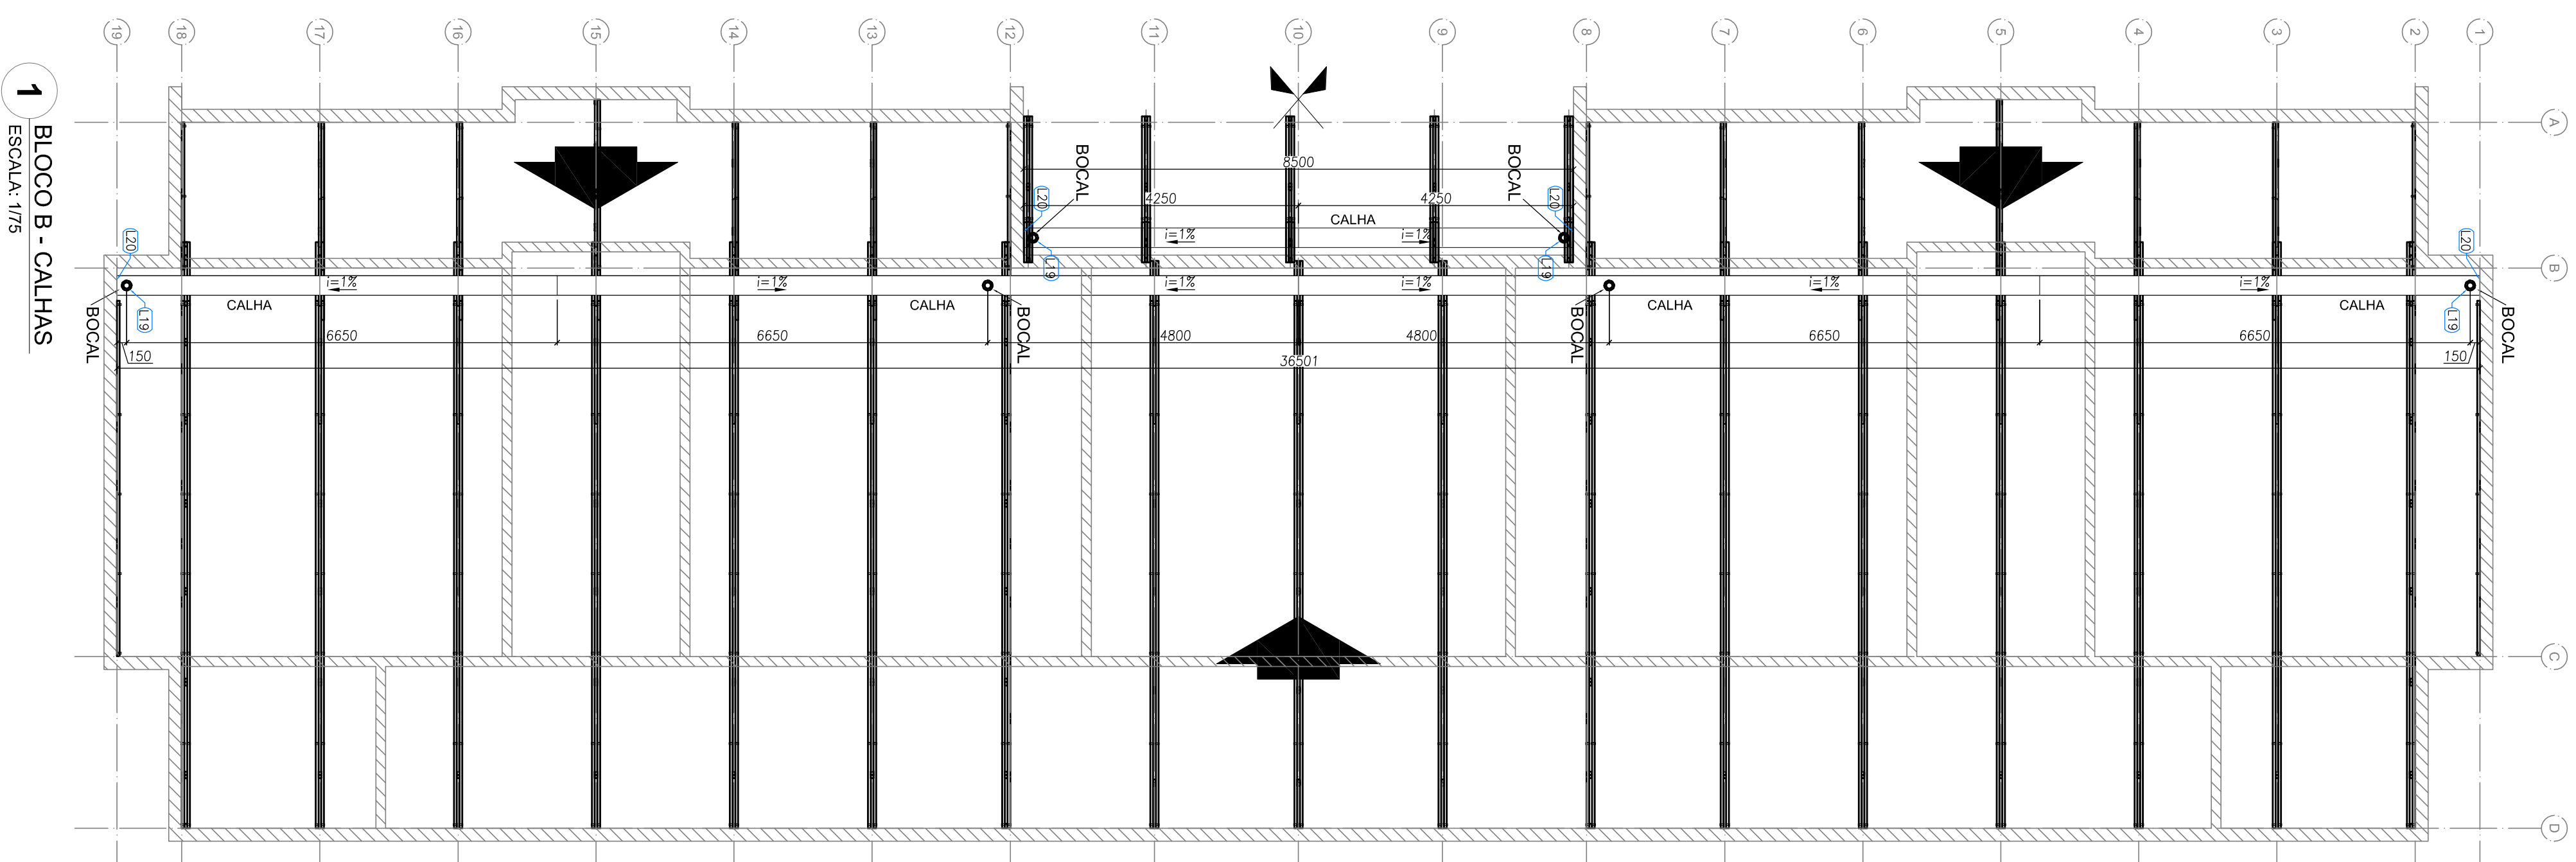 19
18
17
16
15
14
13
12
11
10
9
8
7
6
5
4
3
2
1
A
B
C
D
BOCAL
BOCAL
8500
4250
4250
CALHA
i=1%
i=1%
L20
L19
L20
L19
L20
L19
L20
L19
i=1%
i=1%
i=1%
i=1%
i=1%
i=1%
CALHA
CALHA
CALHA
CALHA
BOCAL
BOCAL
BOCAL
BOCAL
150
6650
6650
4800
4800
6650
6650
150
36501
1
BLOCO B - CALHAS
ESCALA: 1/75